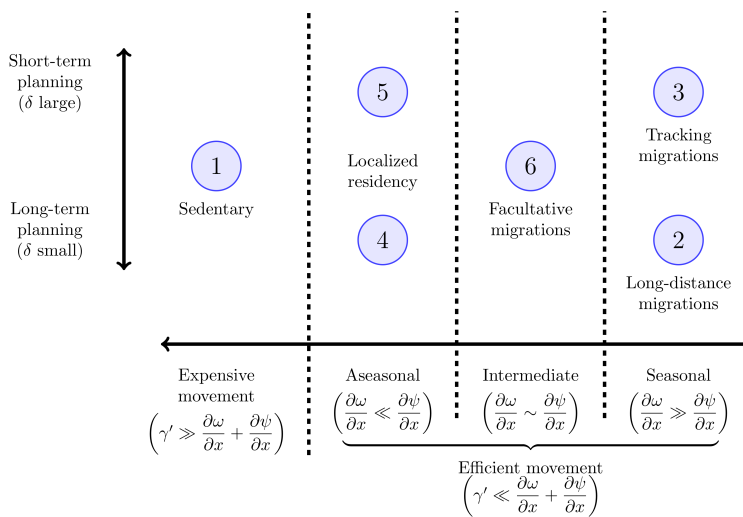 Short-term
planning
(δ large)
Long-term
planning
(δ small)
1
Sedentary
5
Localized
residency
4
6
Facultative
migrations
3
Tracking
migrations
2
Long-distance
migrations
Expensive
movement
(γ′ ≫ ∂ω/∂x + ∂ψ/∂x)
Aseasonal
(∂ω/∂x ≪ ∂ψ/∂x)
Intermediate
(∂ω/∂x ∼ ∂ψ/∂x)
Seasonal
(∂ω/∂x ≫ ∂ψ/∂x)
Efficient movement
(γ′ ≪ ∂ω/∂x + ∂ψ/∂x)